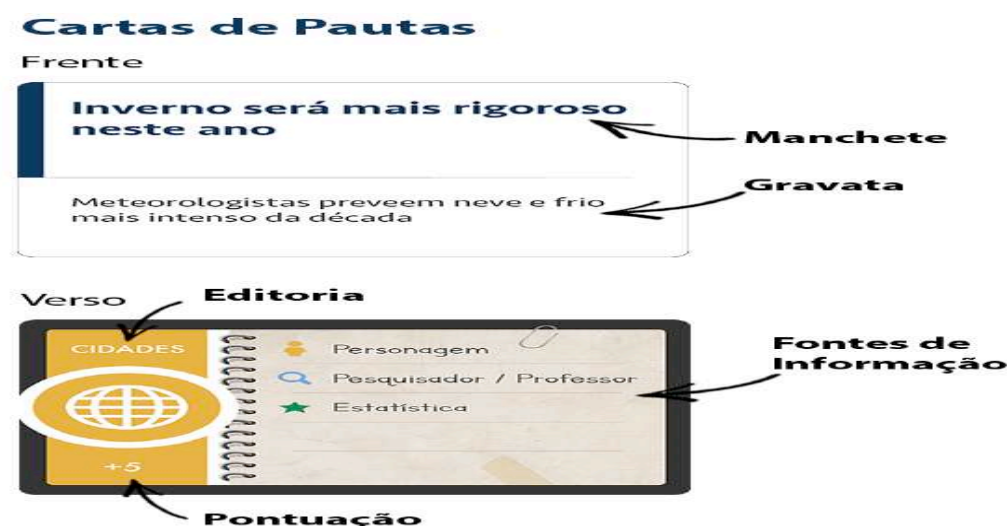 Cartas de Pautas
Frente
Inverno será mais rigoroso
neste ano
Manchete
Gravata
Meteorologistas preveem neve e frio
mais intenso da década
Verso
Editoria
CIDADES
Personagem
Pesquisador / Professor
Estatística
Fontes de
Informação
+5
Pontuação